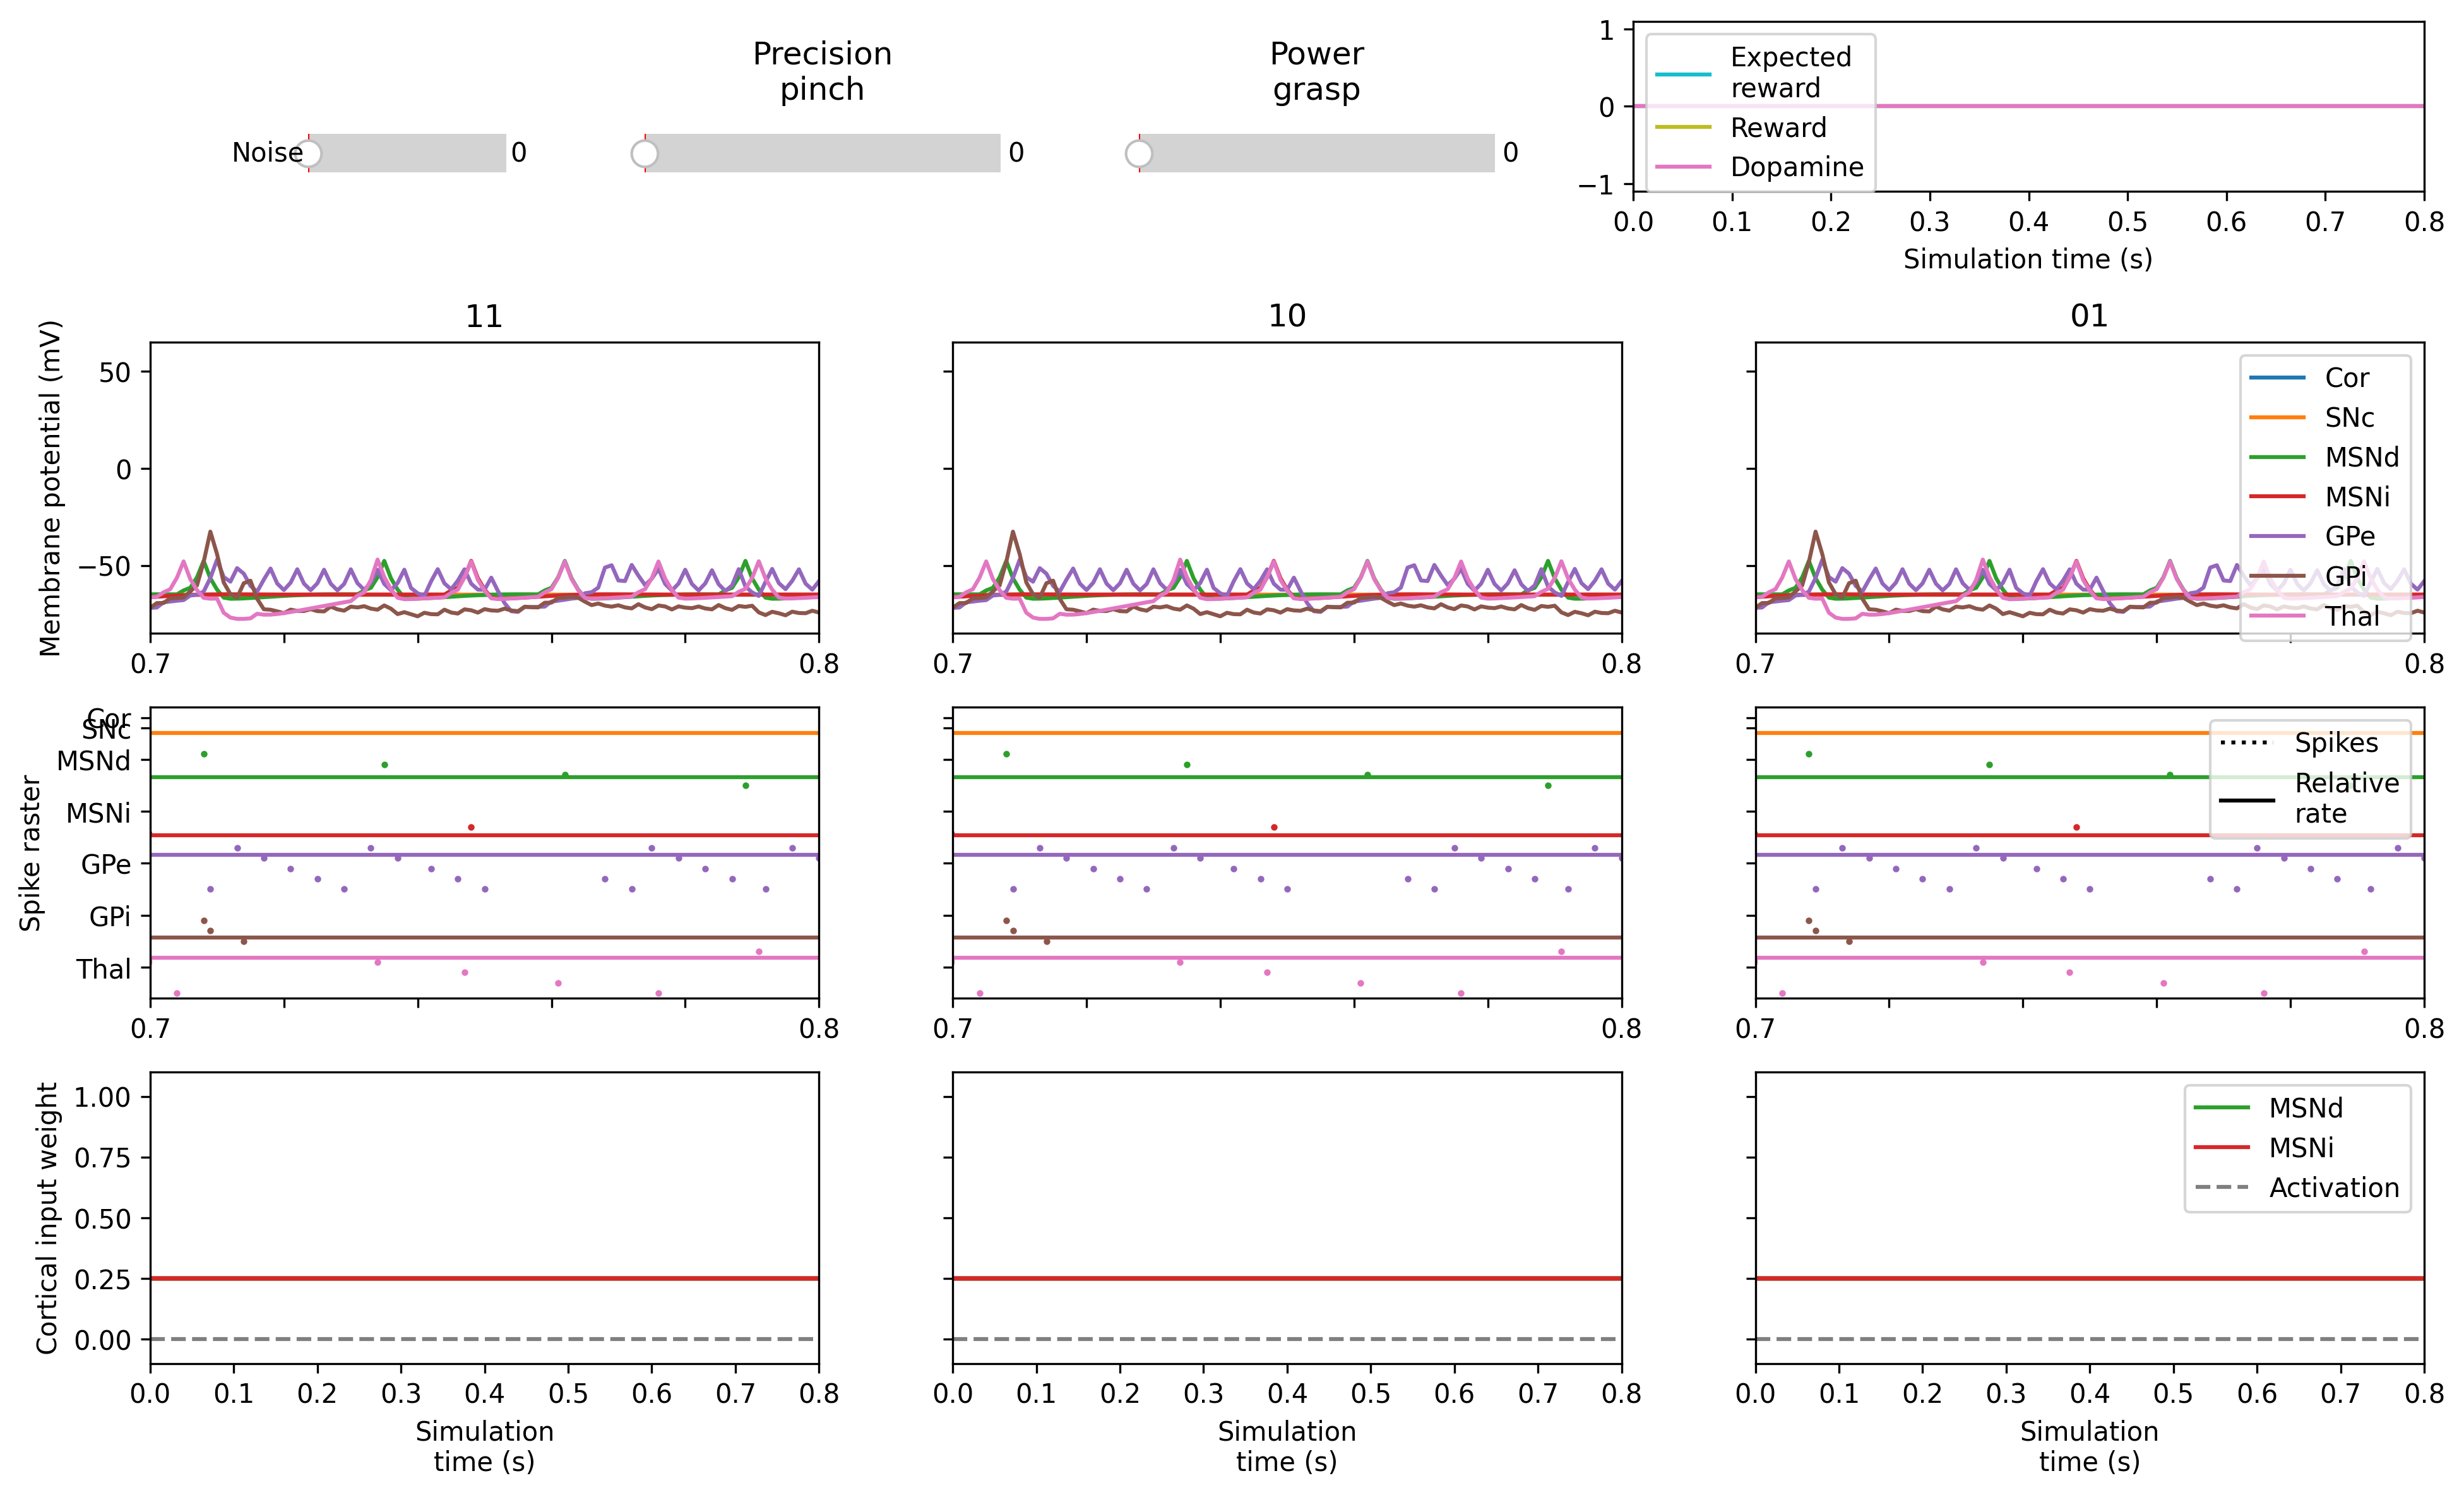 Precision
pinch
Power
grasp
Noise
0
0
0
1
0
−1
Expected
reward
Reward
Dopamine
0.0 0.1 0.2 0.3 0.4 0.5 0.6 0.7 0.8
Simulation time (s)
11
10
01
Membrane potential (mV)
50
0
−50
Cor
SNc
MSNd
MSNi
GPe
GPi
Thal
0.7 0.8
0.7 0.8
0.7 0.8
Spike raster
Cor
SNc
MSNd
MSNi
GPe
GPi
Thal
Spikes
Relative
rate
0.7 0.8
0.7 0.8
0.7 0.8
Cortical input weight
1.00
0.75
0.50
0.25
0.00
MSNd
MSNi
Activation
0.0 0.1 0.2 0.3 0.4 0.5 0.6 0.7 0.8
0.0 0.1 0.2 0.3 0.4 0.5 0.6 0.7 0.8
0.0 0.1 0.2 0.3 0.4 0.5 0.6 0.7 0.8
Simulation
time (s)
Simulation
time (s)
Simulation
time (s)